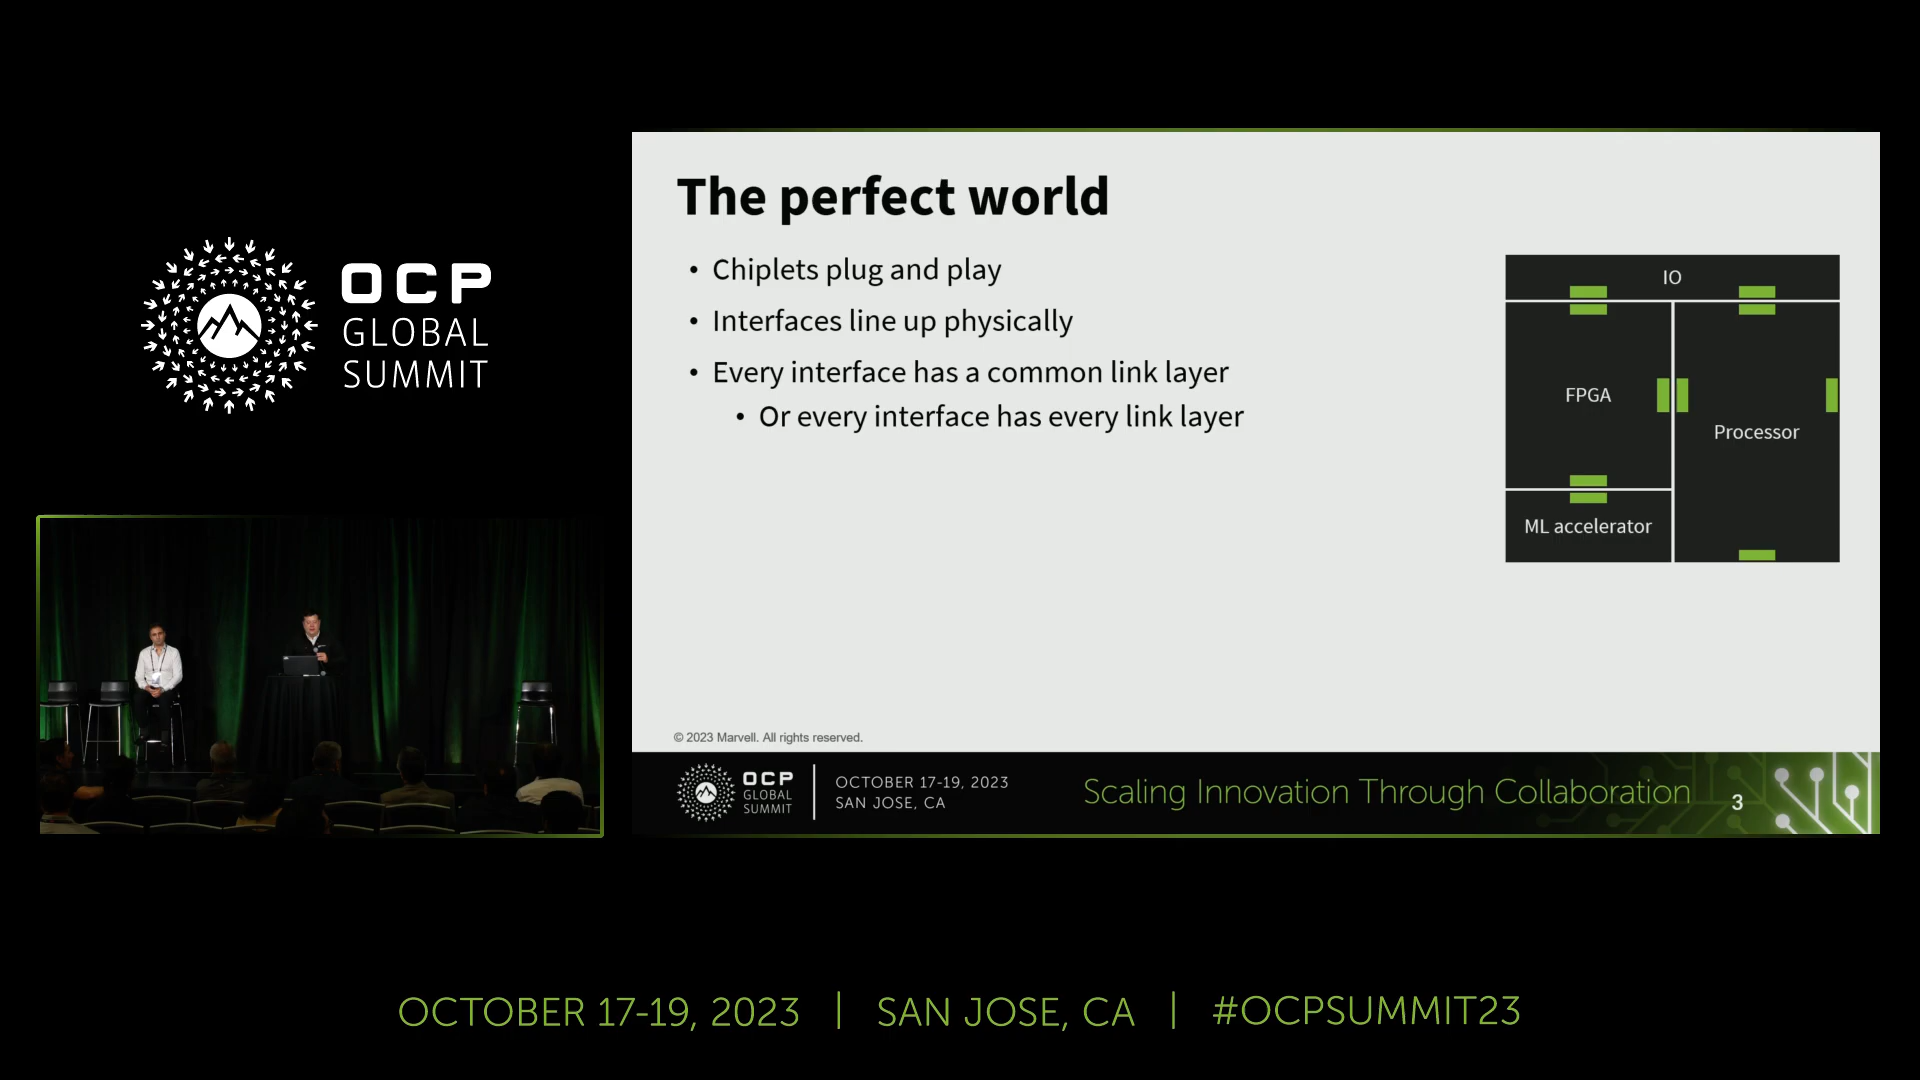 OCP
GLOBAL
SUMMIT
The perfect world
• Chiplets plug and play
• Interfaces line up physically
• Every interface has a common link layer
• Or every interface has every link layer
IO
FPGA
Processor
ML accelerator
© 2023 Marvell. All rights reserved.
OCP
GLOBAL
SUMMIT
OCTOBER 17-19, 2023
SAN JOSE, CA
Scaling Innovation Through Collaboration
3
OCTOBER 17-19, 2023 | SAN JOSE, CA | #OCPSUMMIT23